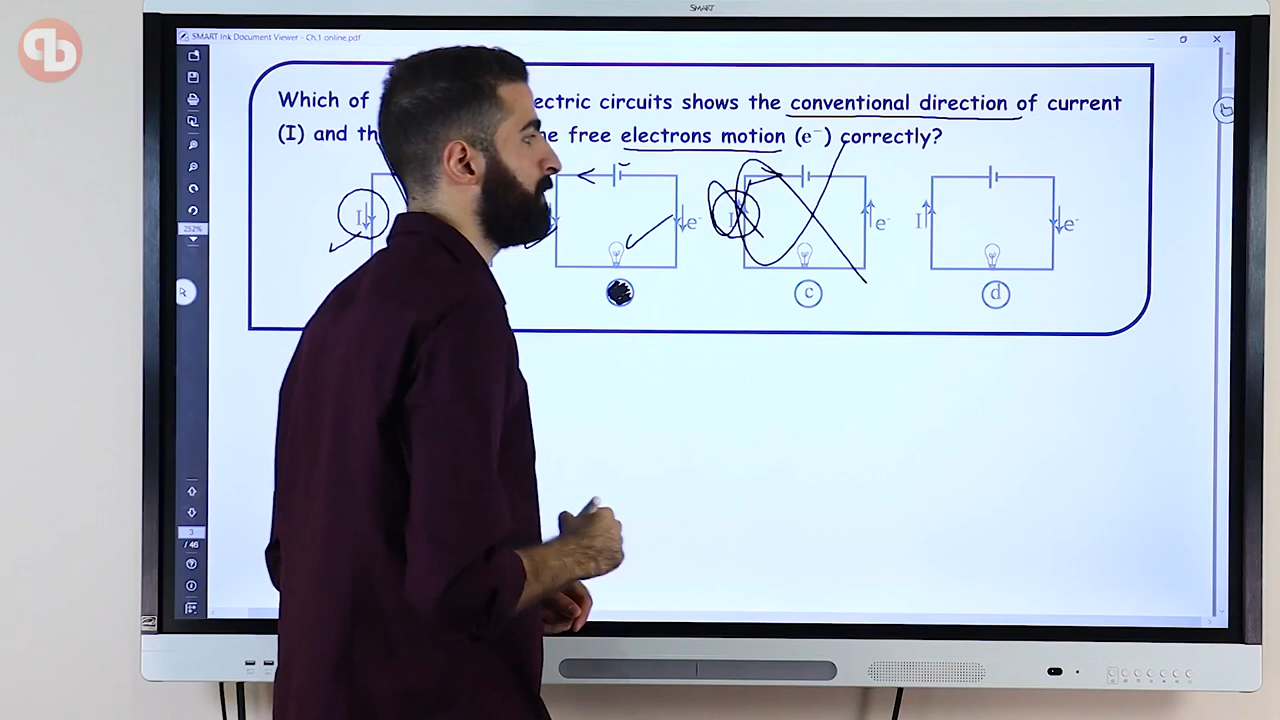 SMART
SMART Ink Document Viewer - Ch.1 online.pdf
Which of ectric circuits shows the conventional direction of current
(I) and th e free electrons motion (e⁻) correctly?
I
e⁻
I
e⁻
I
e⁻
c
d
252%
3
/ 46